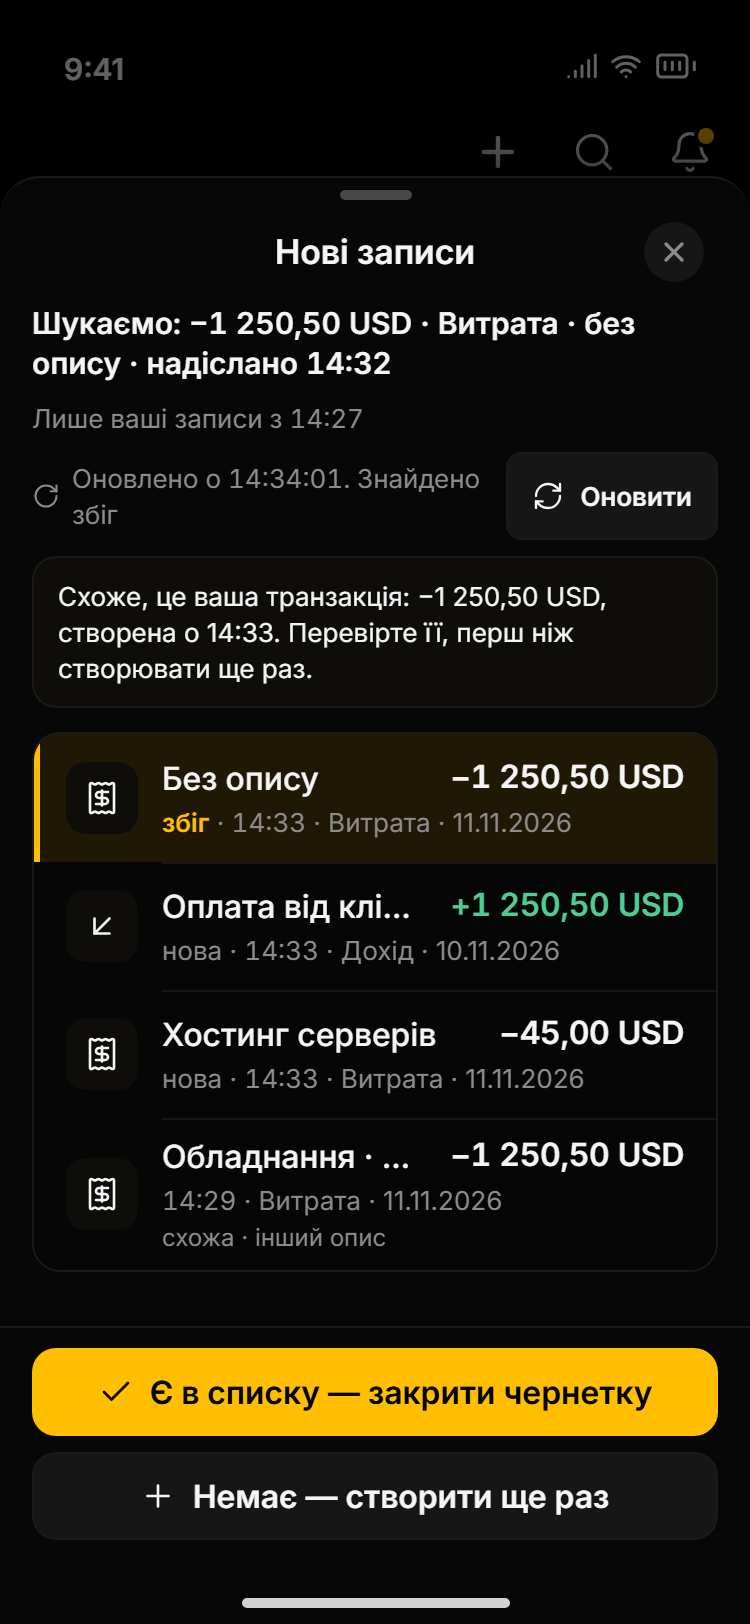 9:41
Нові записи
Шукаємо: −1 250,50 USD · Витрата · без
опису · надіслано 14:32
Лише ваші записи з 14:27
Оновлено о 14:34:01. Знайдено
збіг
Оновити
Схоже, це ваша транзакція: −1 250,50 USD,
створена о 14:33. Перевірте її, перш ніж
створювати ще раз.
Без опису −1 250,50 USD
збіг · 14:33 · Витрата · 11.11.2026
Оплата від клі... +1 250,50 USD
нова · 14:33 · Дохід · 10.11.2026
Хостинг серверів −45,00 USD
нова · 14:33 · Витрата · 11.11.2026
Обладнання · ... −1 250,50 USD
14:29 · Витрата · 11.11.2026
схожа · інший опис
Є в списку — закрити чернетку
Немає — створити ще раз